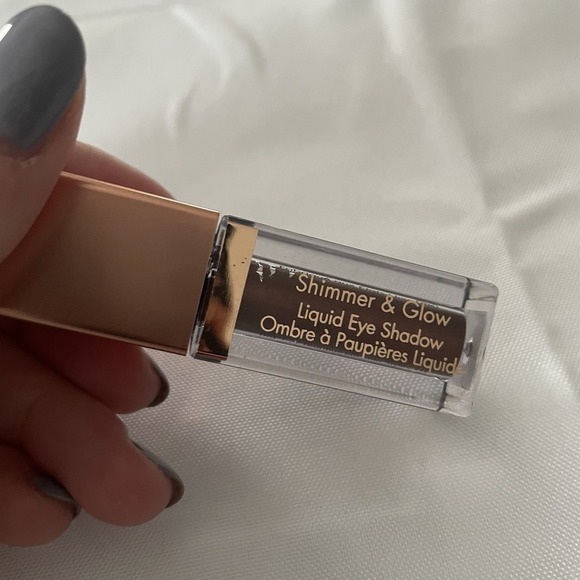 Shimmer & Glow
Liquid Eye Shadow
Ombre à Paupières Liquide